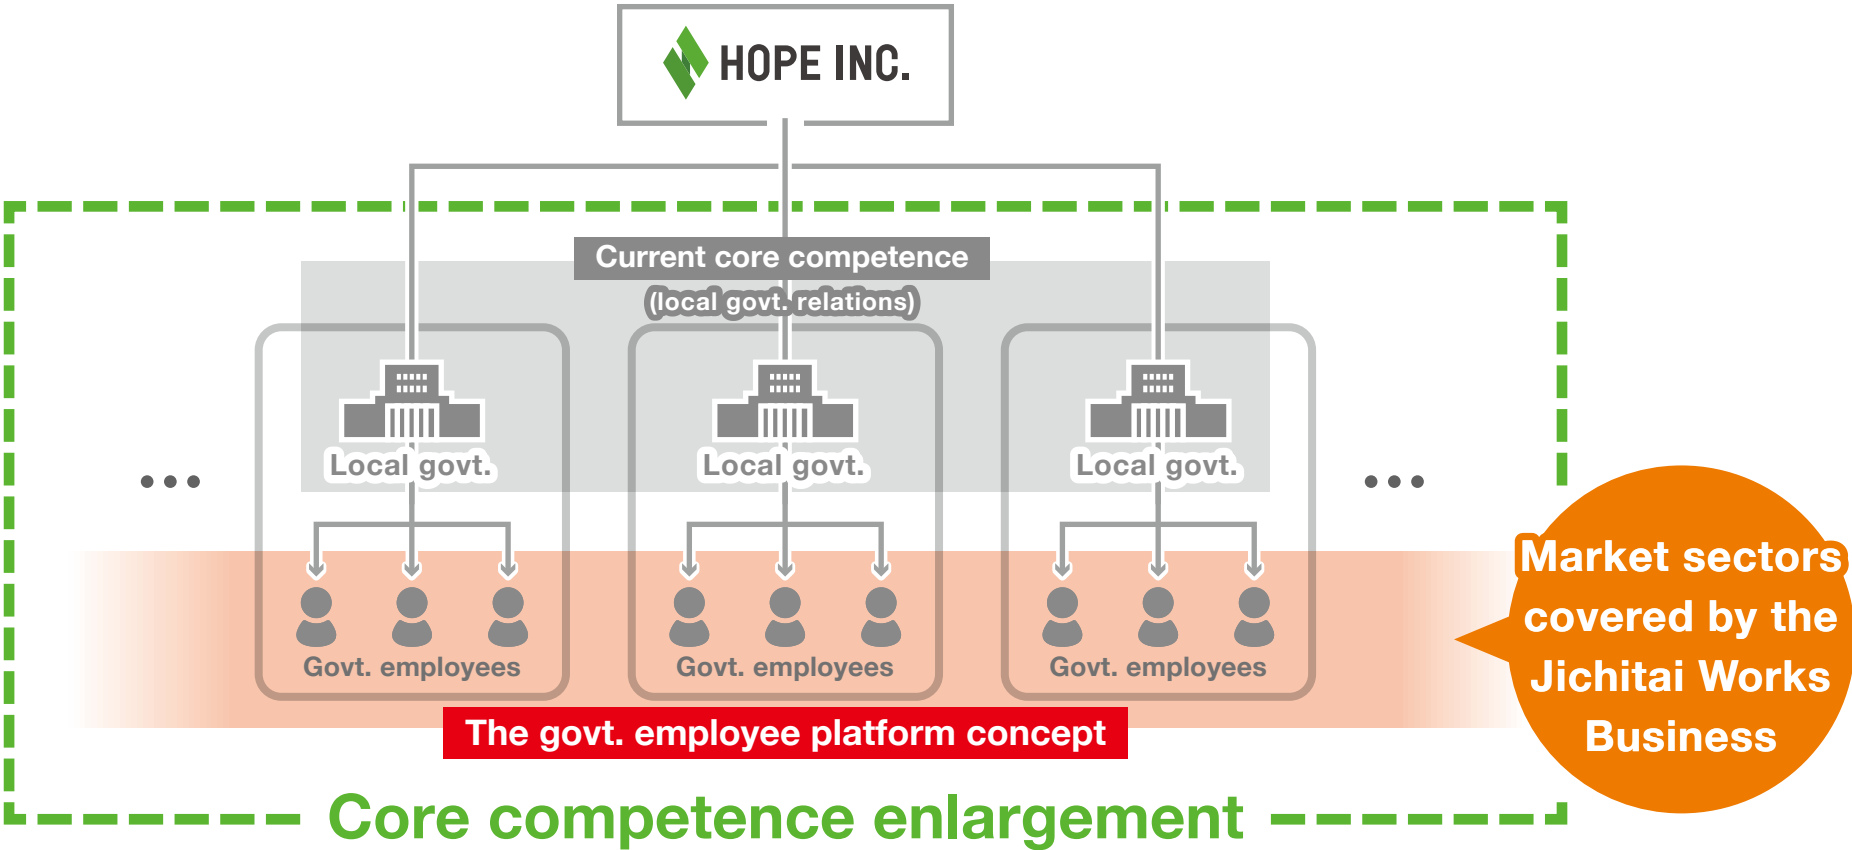 HOPE INC.
Current core competence
(local govt. relations)
Local govt.
Local govt.
Local govt.
Govt. employees
Govt. employees
Govt. employees
Market sectors
covered by the
Jichitai Works
Business
The govt. employee platform concept
Core competence enlargement